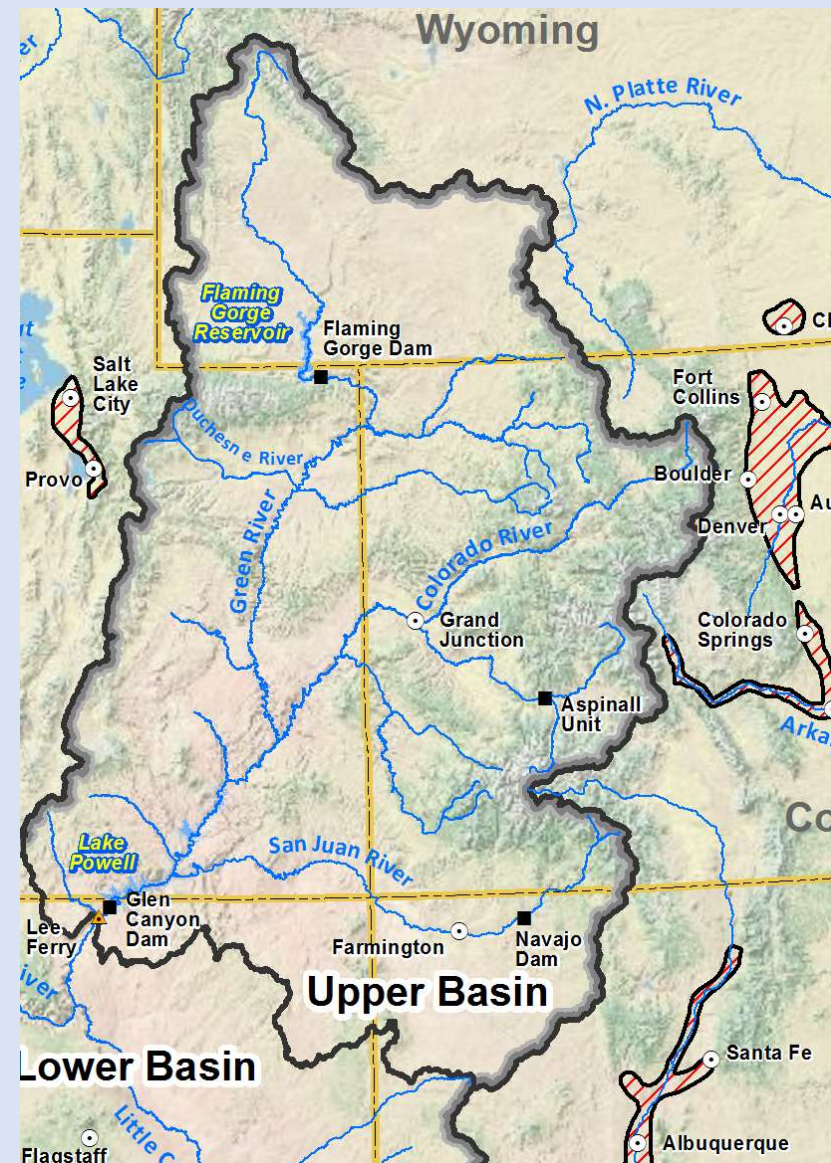 Wyoming
N. Platte River
Flaming
Gorge
Reservoir
Flaming
Gorge Dam
Salt
Lake
City
Provo
Duchesne River
Fort
Collins
Boulder
Denver
Green River
Colorado River
Grand
Junction
Colorado
Springs
Aspinall
Unit
Lake
Powell
San Juan River
Glen
Canyon
Dam
Lee
Ferry
Farmington
Navajo
Dam
Upper Basin
Lower Basin
Santa Fe
Little
Flagstaff
Albuquerque